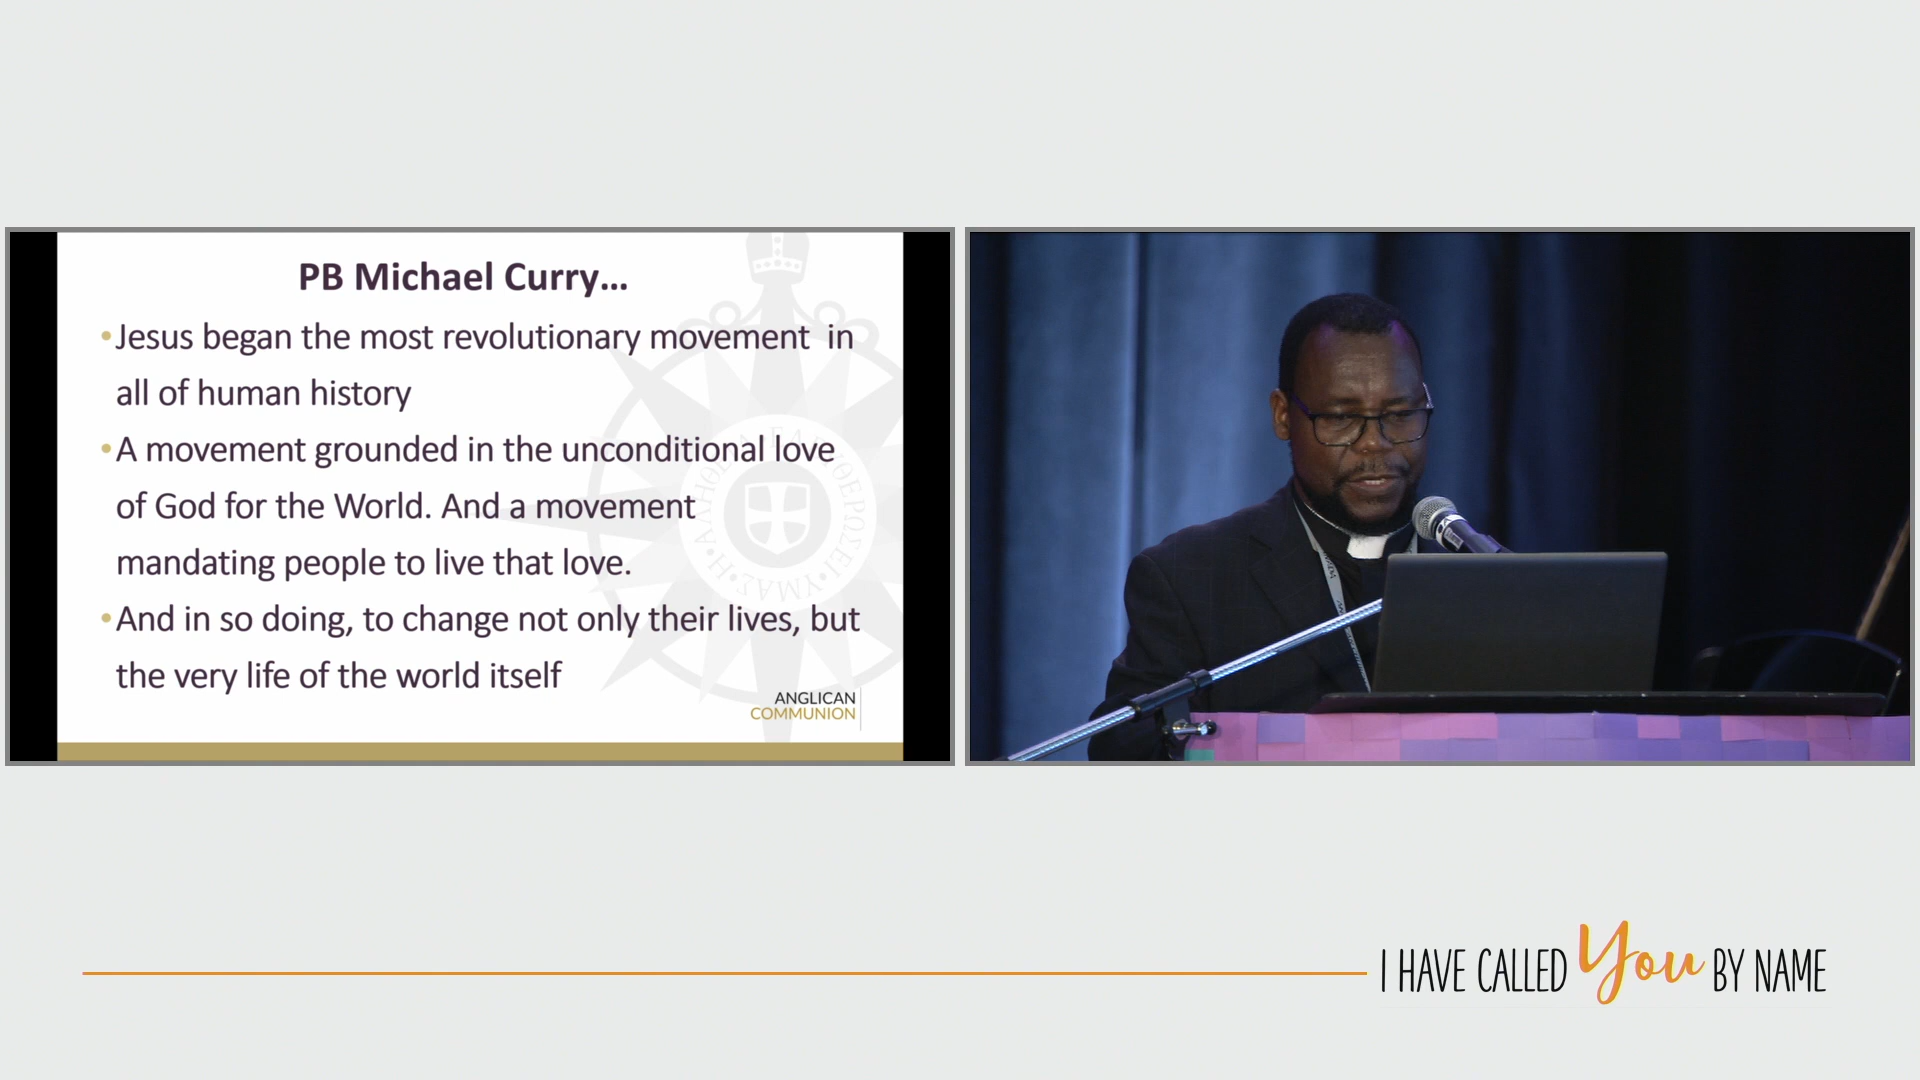 PB Michael Curry...
•Jesus began the most revolutionary movement in
all of human history
•A movement grounded in the unconditional love
of God for the World. And a movement
mandating people to live that love.
•And in so doing, to change not only their lives, but
the very life of the world itself
ANGLICAN
COMMUNION
I HAVE CALLED You BY NAME